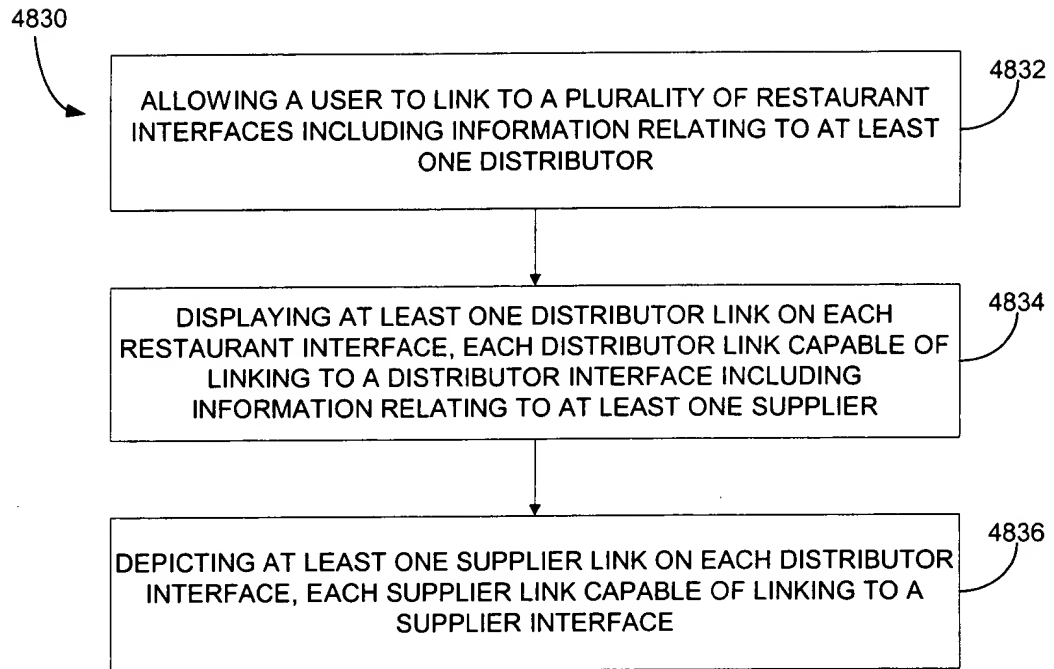 4830
4832
ALLOWING A USER TO LINK TO A PLURALITY OF RESTAURANT
INTERFACES INCLUDING INFORMATION RELATING TO AT LEAST
ONE DISTRIBUTOR
4834
DISPLAYING AT LEAST ONE DISTRIBUTOR LINK ON EACH
RESTAURANT INTERFACE, EACH DISTRIBUTOR LINK CAPABLE OF
LINKING TO A DISTRIBUTOR INTERFACE INCLUDING
INFORMATION RELATING TO AT LEAST ONE SUPPLIER
4836
DEPICTING AT LEAST ONE SUPPLIER LINK ON EACH DISTRIBUTOR
INTERFACE, EACH SUPPLIER LINK CAPABLE OF LINKING TO A
SUPPLIER INTERFACE